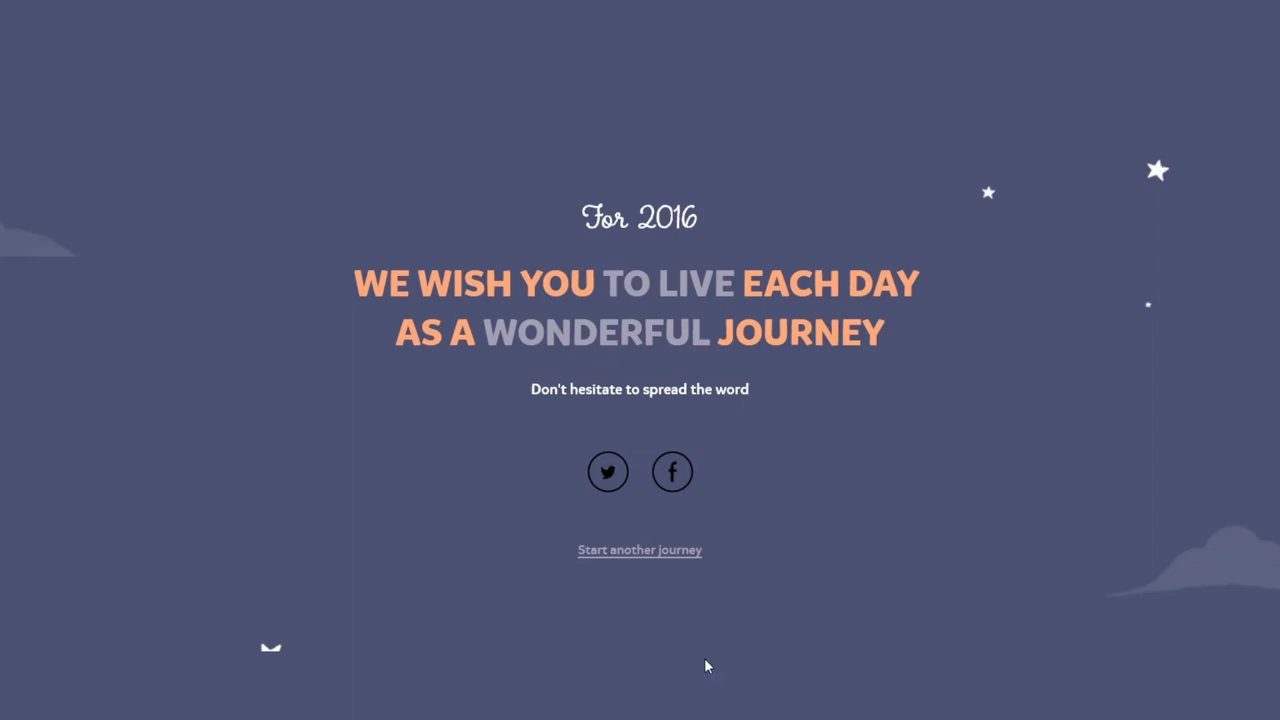 For 2016
WE WISH YOU TO LIVE EACH DAY
AS A WONDERFUL JOURNEY
Don't hesitate to spread the word
Start another journey